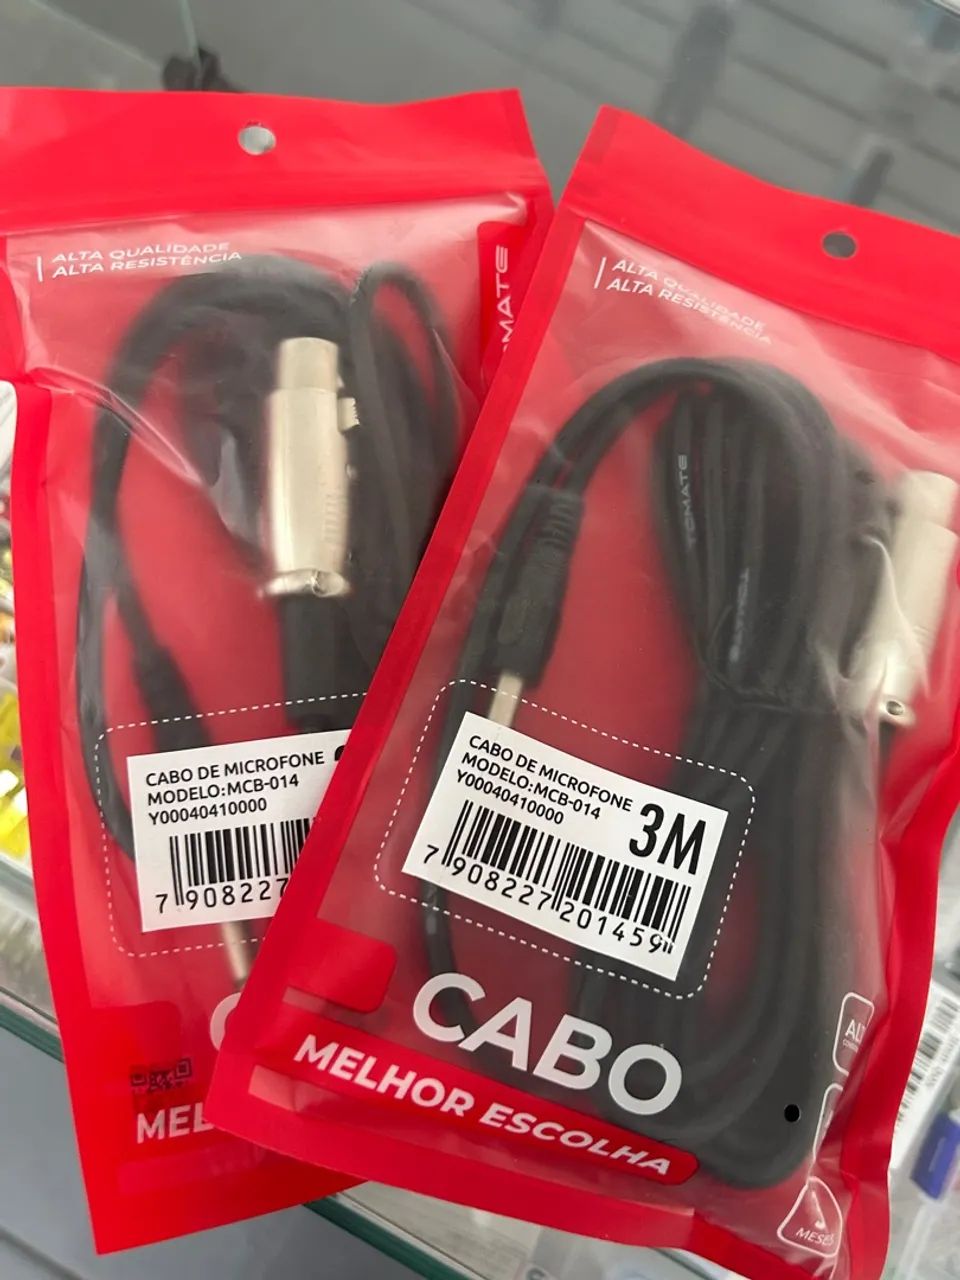 ALTA QUALIDADE
ALTA RESISTÊNCIA
CABO DE MICROFONE
MODELO:MCB-014
Y00040410000
7 908227
MEL
ALTA QUALIDADE
ALTA RESISTÊNCIA
TOMATE
CABO DE MICROFONE
MODELO:MCB-014
Y00040410000
3M
7 908227 201459
CABO
MELHOR ESCOLHA
MESES